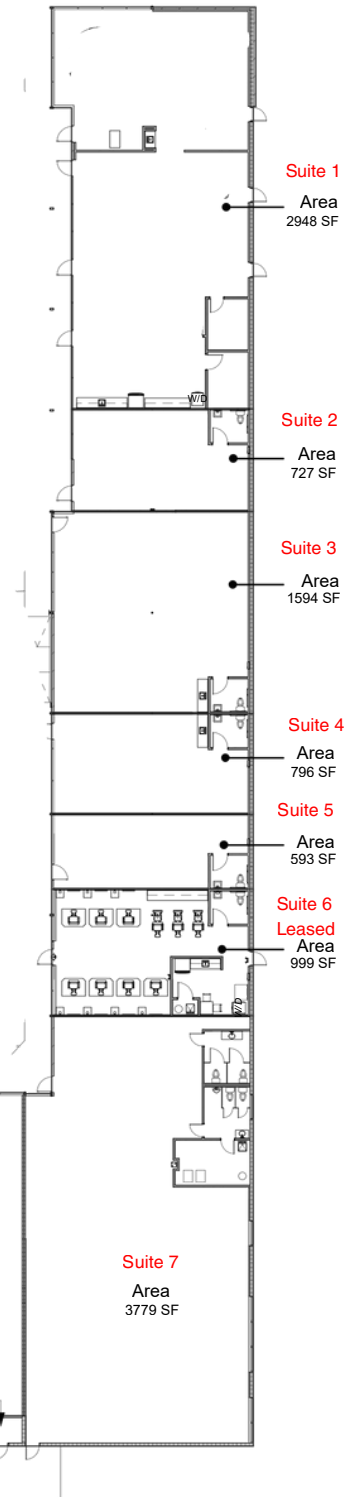 Suite 1
Area
2948 SF
W/D
Suite 2
Area
727 SF
Suite 3
Area
1594 SF
Suite 4
Area
796 SF
Suite 5
Area
593 SF
Suite 6
Leased
Area
999 SF
W/D
Suite 7
Area
3779 SF